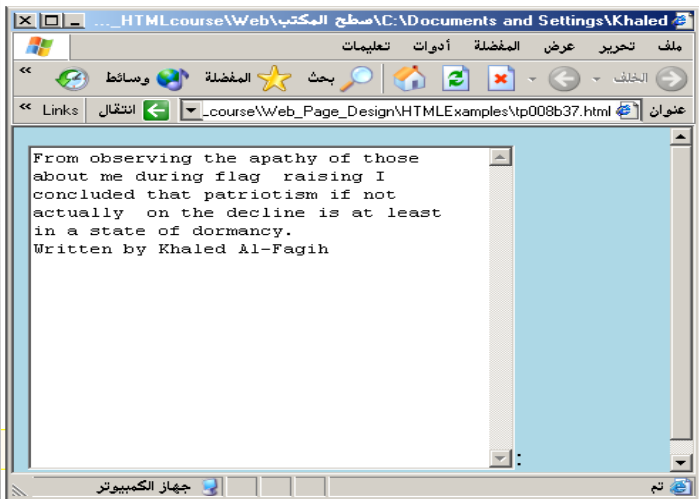 C:\Documents and Settings\Khaled\سطح المكتب\HTMLcourse\Web_...
ملف تحرير عرض المفضلة أدوات تعليمات
الخلف بحث المفضلة وسائط »
عنوان _course\Web_Page_Design\HTMLExamples\tp008b37.html انتقال Links »
From observing the apathy of those
about me during flag  raising I
concluded that patriotism if not
actually  on the decline is at least
in a state of dormancy.
Written by Khaled Al-Fagih
:
تم جهاز الكمبيوتر